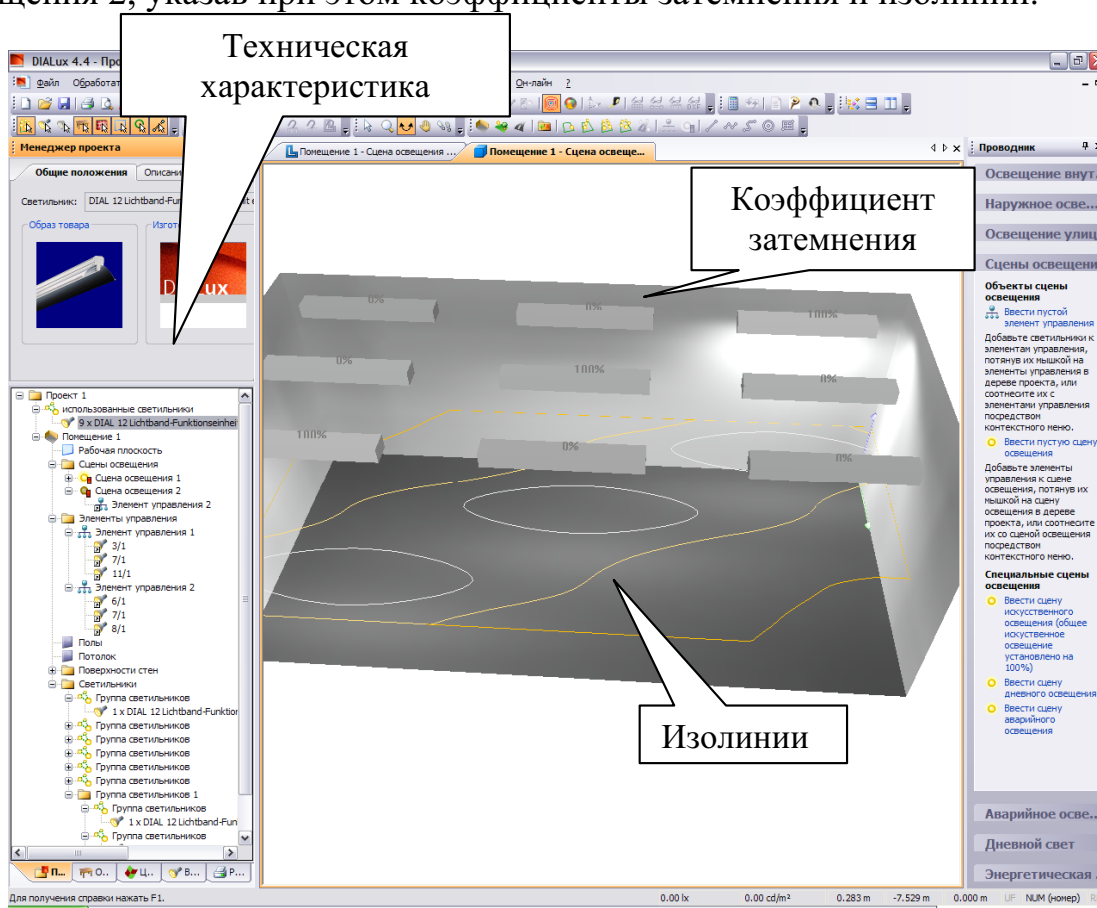 щения 2, указав при этом коэффициенты затемнения и изолинии.
Техническая
характеристика
DIALux 4.4 - Про
Файл Обработат
Он-лайн ?
Менеджер проекта
Помещение 1 - Сцена освещения ...
Помещение 1 - Сцена освеще...
Проводник
Общие положения
Описани
Светильник: DIAL 12 Lichtband-Fun
Образ товара
Изгот
Коэффициент
затемнения
0%
0%
100%
0%
100%
0%
100%
0%
0%
Изолинии
Проект 1
использованные светильники
9 x DIAL 12 Lichtband-Funktionseinhei
Помещение 1
Рабочая плоскость
Сцены освещения
Сцена освещения 1
Сцена освещения 2
Элемент управления 2
Элементы управления
Элемент управления 1
3/1
7/1
11/1
Элемент управления 2
6/1
7/1
8/1
Полы
Потолок
Поверхности стен
Светильники
Группа светильников
1 x DIAL 12 Lichtband-Funktior
Группа светильников
Группа светильников
Группа светильников
Группа светильников
Группа светильников
Группа светильников 1
Группа светильников
1 x DIAL 12 Lichtband-Fun
Группа светильников
П...
О...
Ц...
В...
Р...
Освещение внут.
Наружное осве...
Освещение улиц
Сцены освещени
Объекты сцены
освещения
Ввести пустой
элемент управления
Добавьте светильники к
элементам управления,
потянув их мышкой на
элементы управления в
дереве проекта, или
соотнесите их с
элементами управления
посредством
контекстного меню.
Ввести пустую сцену
освещения
Добавьте элементы
управления к сцене
освещения, потянув их
мышкой на сцену
освещения в дереве
проекта, или соотнесите
их со сценой освещения
посредством
контекстного меню.
Специальные сцены
освещения
Ввести сцену
искусственного
освещения (общее
искуственное
освещение
установлено на
100%)
Ввести сцену
дневного освещения
Ввести сцену
аварийного
освещения
Аварийное осве...
Дневной свет
Энергетическая
Для получения справки нажать F1.
0.00 lx 0.00 cd/m² 0.283 m -7.529 m 0.000 m UF NUM (номер)